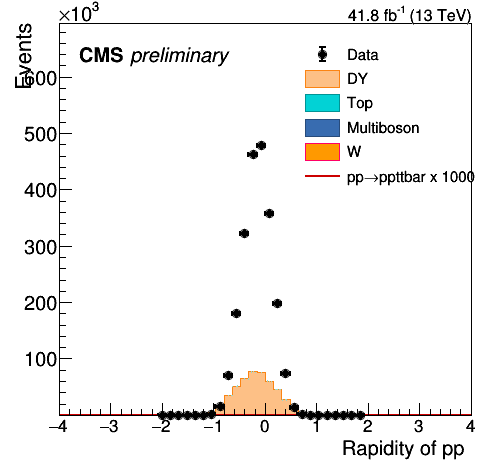 ×10³
41.8 fb⁻¹ (13 TeV)
Events
CMS preliminary
Data
DY
Top
Multiboson
W
pp→ppttbar x 1000
600
500
400
300
200
100
−4 −3 −2 −1 0 1 2 3 4
Rapidity of pp